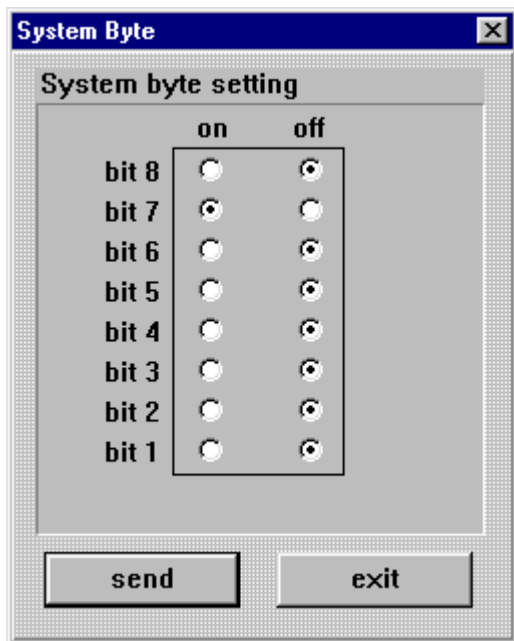 System Byte
System byte setting
on off
bit 8
bit 7
bit 6
bit 5
bit 4
bit 3
bit 2
bit 1
send exit